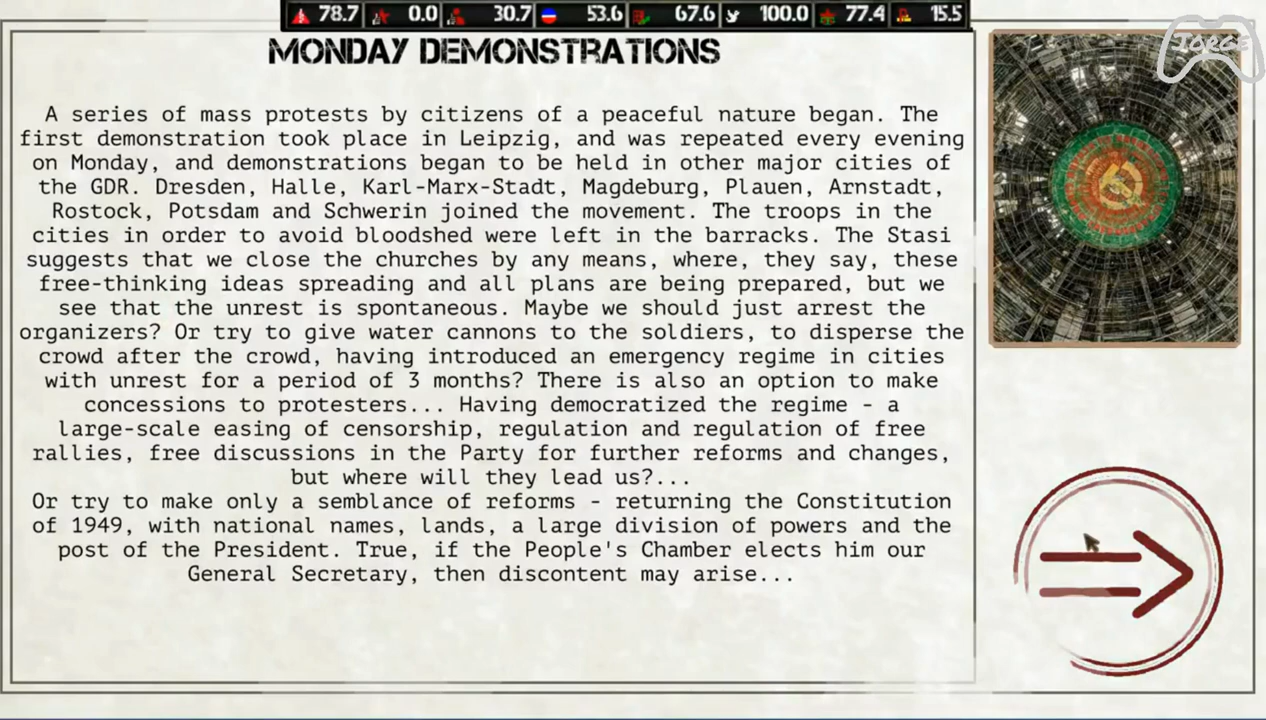 78.7 0.0 30.7 53.6 67.6 100.0 77.4 15.5
JORGE
MONDAY DEMONSTRATIONS
A series of mass protests by citizens of a peaceful nature began. The
first demonstration took place in Leipzig, and was repeated every evening
on Monday, and demonstrations began to be held in other major cities of
the GDR. Dresden, Halle, Karl-Marx-Stadt, Magdeburg, Plauen, Arnstadt,
Rostock, Potsdam and Schwerin joined the movement. The troops in the
cities in order to avoid bloodshed were left in the barracks. The Stasi
suggests that we close the churches by any means, where, they say, these
free-thinking ideas spreading and all plans are being prepared, but we
see that the unrest is spontaneous. Maybe we should just arrest the
organizers? Or try to give water cannons to the soldiers, to disperse the
crowd after the crowd, having introduced an emergency regime in cities
with unrest for a period of 3 months? There is also an option to make
concessions to protesters... Having democratized the regime - a
large-scale easing of censorship, regulation and regulation of free
rallies, free discussions in the Party for further reforms and changes,
but where will they lead us?...
Or try to make only a semblance of reforms - returning the Constitution
of 1949, with national names, lands, a large division of powers and the
post of the President. True, if the People's Chamber elects him our
General Secretary, then discontent may arise...